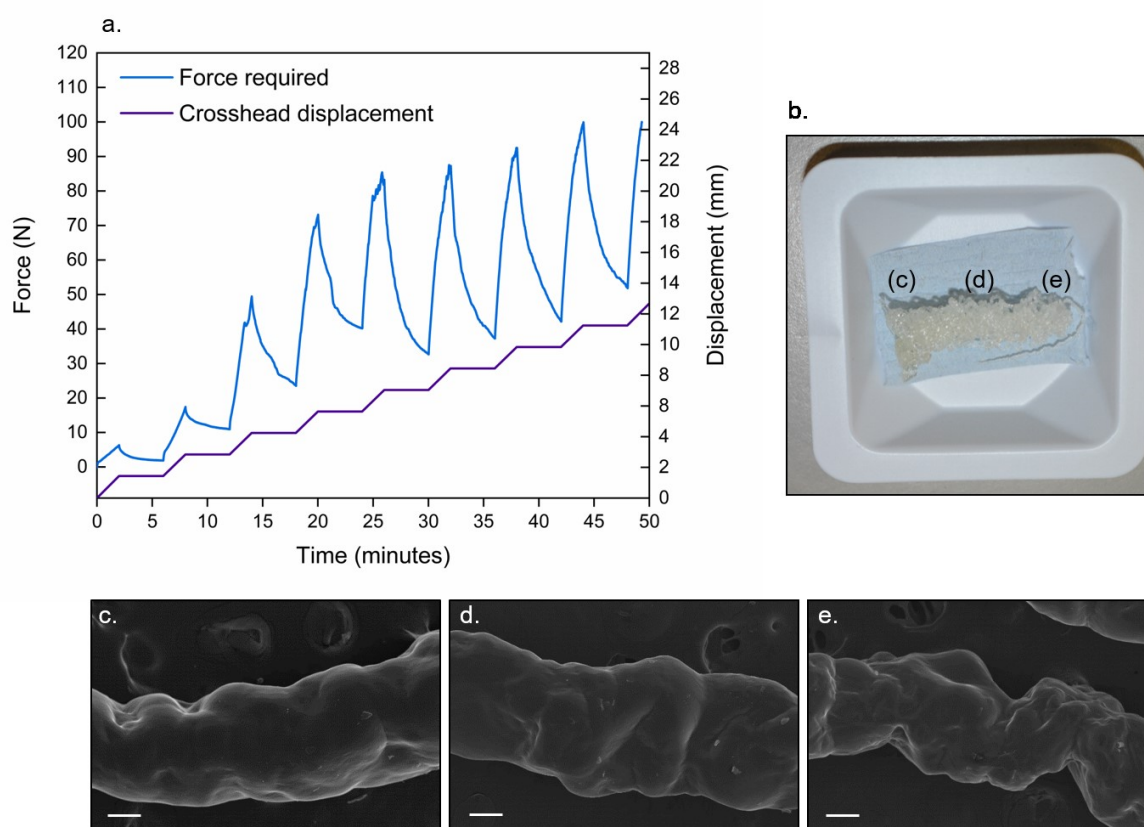 a.
120
110
100
90
80
70
60
50
40
30
20
10
0
Force (N)
Force required
Crosshead displacement
28
26
24
22
20
18
16
14
12
10
8
6
4
2
0
Displacement (mm)
0 5 10 15 20 25 30 35 40 45 50
Time (minutes)
b.
(c) (d) (e)
c.
d.
e.